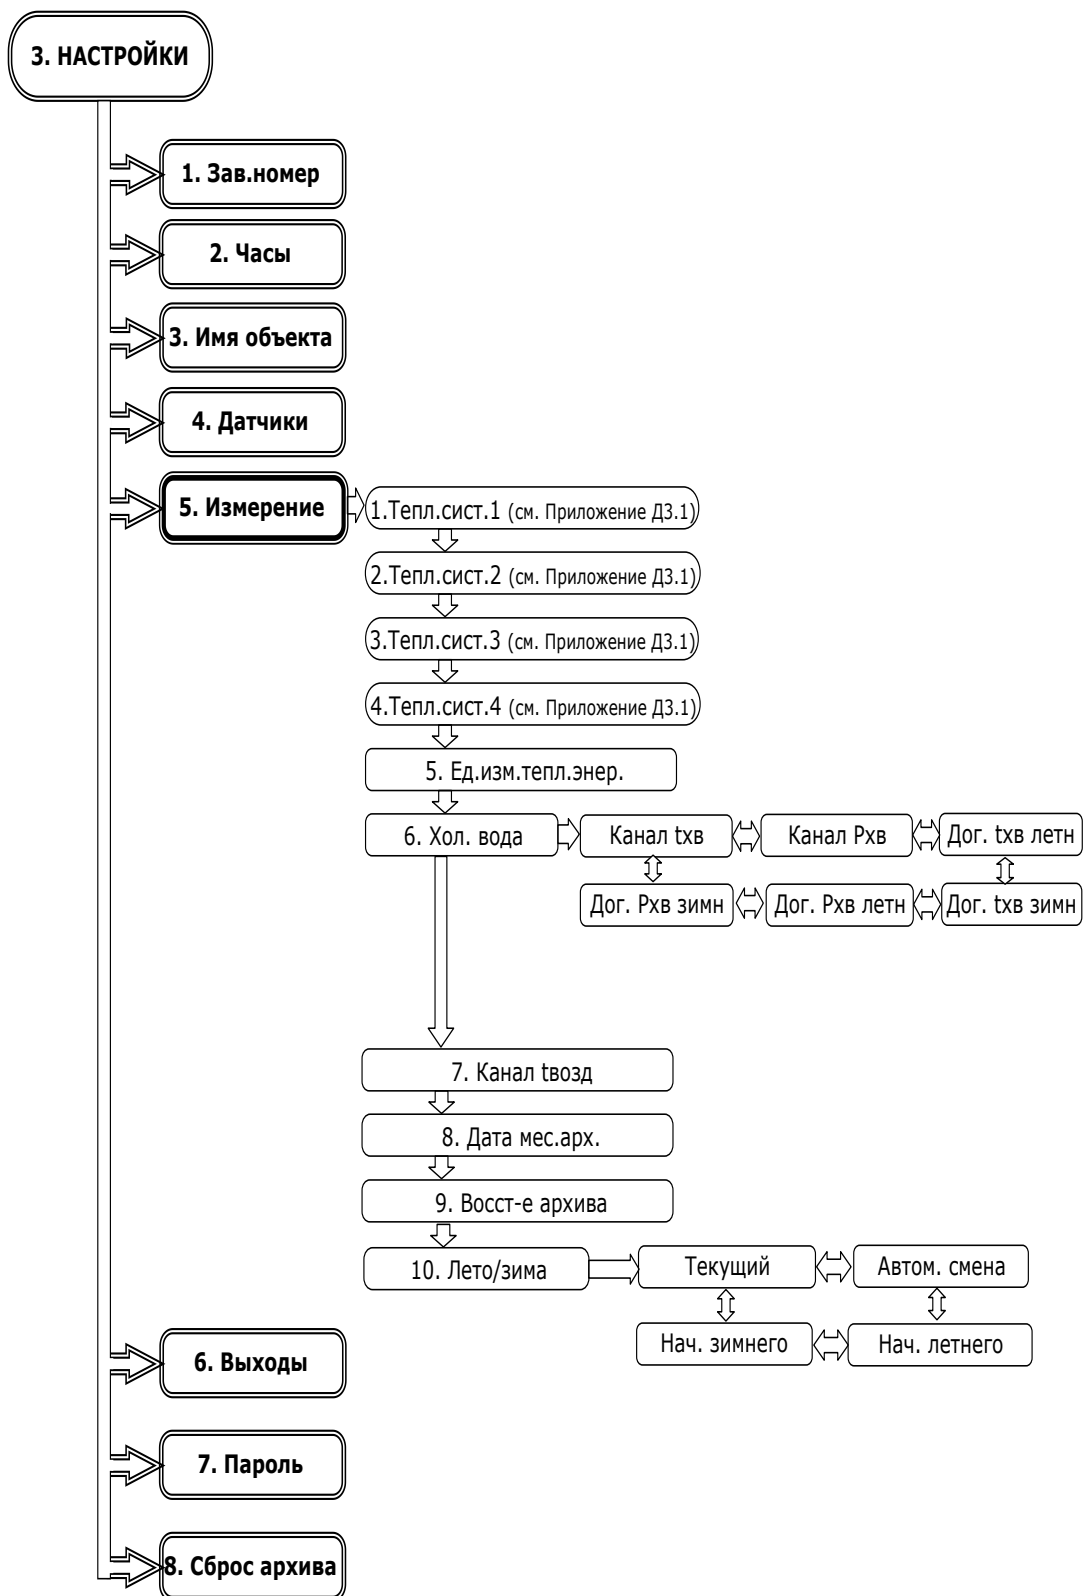 3. НАСТРОЙКИ
1. Зав.номер
2. Часы
3. Имя объекта
4. Датчики
5. Измерение
1.Тепл.сист.1 (см. Приложение Д3.1)
2.Тепл.сист.2 (см. Приложение Д3.1)
3.Тепл.сист.3 (см. Приложение Д3.1)
4.Тепл.сист.4 (см. Приложение Д3.1)
5. Ед.изм.тепл.энер.
6. Хол. вода
Канал tхв
Канал Рхв
Дог. tхв летн
Дог. Рхв зимн
Дог. Рхв летн
Дог. tхв зимн
7. Канал tвозд
8. Дата мес.арх.
9. Восст-е архива
10. Лето/зима
Текущий
Автом. смена
Нач. зимнего
Нач. летнего
6. Выходы
7. Пароль
8. Сброс архива